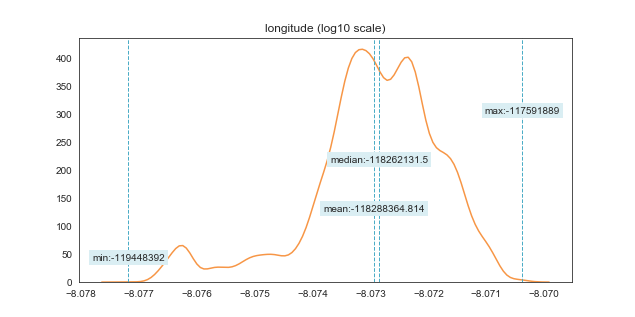 longitude (log10 scale)
400
350
300
250
200
150
100
50
0
max:-117591889
median:-118262131.5
mean:-118288364.814
min:-119448392
−8.078 −8.077 −8.076 −8.075 −8.074 −8.073 −8.072 −8.071 −8.070